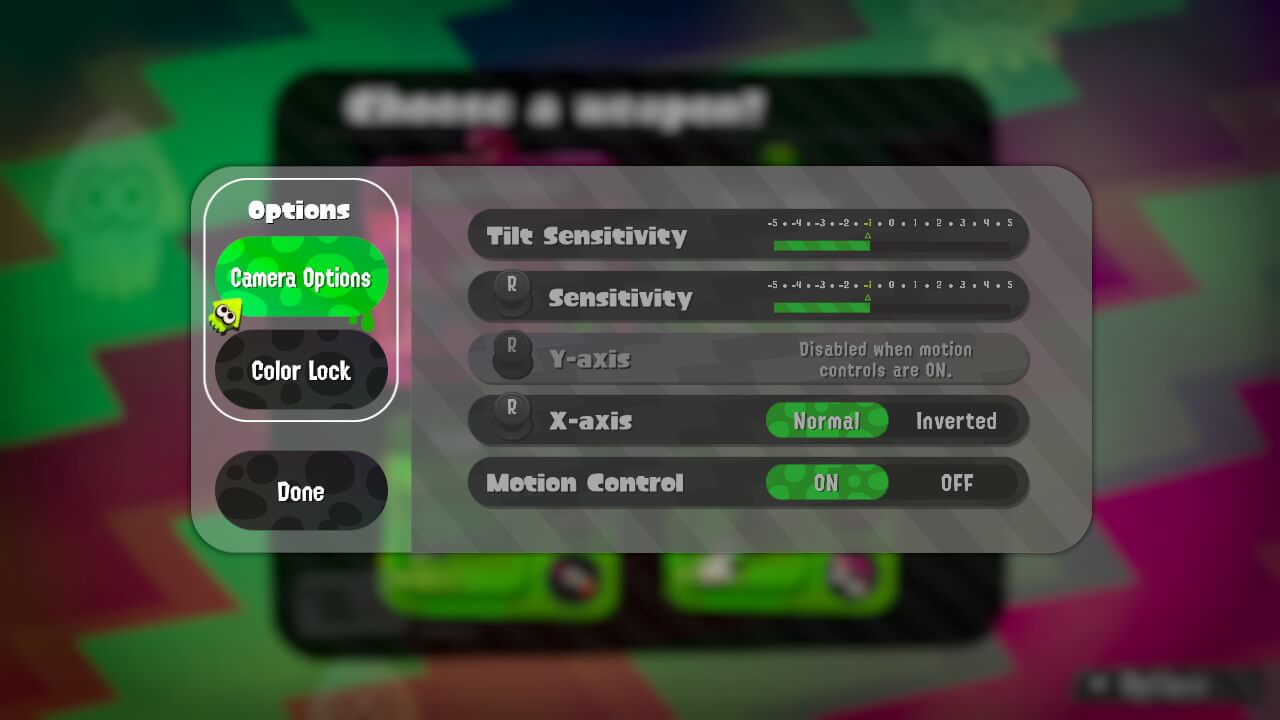 Choose a weapon?
Options
Camera Options
Color Lock
Done
Tilt Sensitivity
-5 • -4 • -3 • -2 • -1 • 0 • 1 • 2 • 3 • 4 • 5
R Sensitivity
-5 • -4 • -3 • -2 • -1 • 0 • 1 • 2 • 3 • 4 • 5
R Y-axis
Disabled when motion
controls are ON.
R X-axis Normal Inverted
Motion Control ON OFF